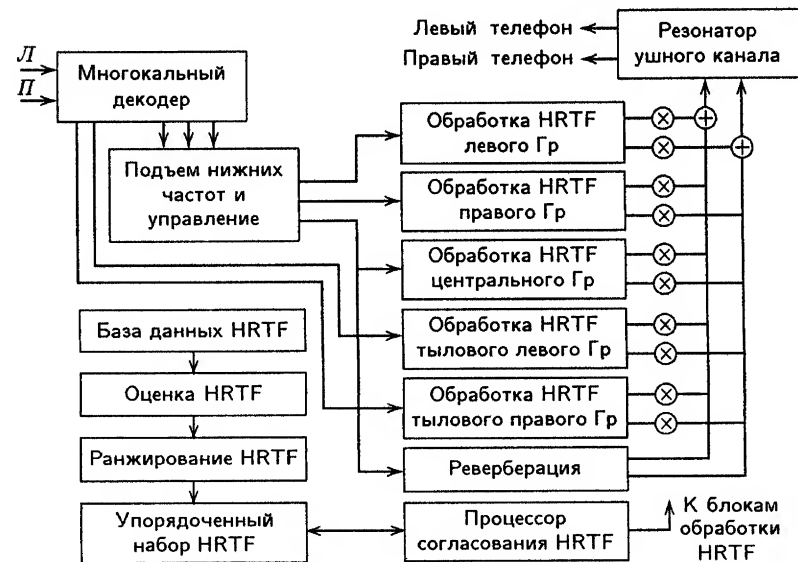 Л
П
Многокальный
декодер
Подъем нижних
частот и
управление
Левый телефон
Правый телефон
Резонатор
ушного канала
Обработка HRTF
левого Гр
Обработка HRTF
правого Гр
Обработка HRTF
центрального Гр
Обработка HRTF
тылового левого Гр
Обработка HRTF
тылового правого Гр
Реверберация
База данных HRTF
Оценка HRTF
Ранжирование HRTF
Упорядоченный
набор HRTF
Процессор
согласования HRTF
К блокам
обработки
HRTF